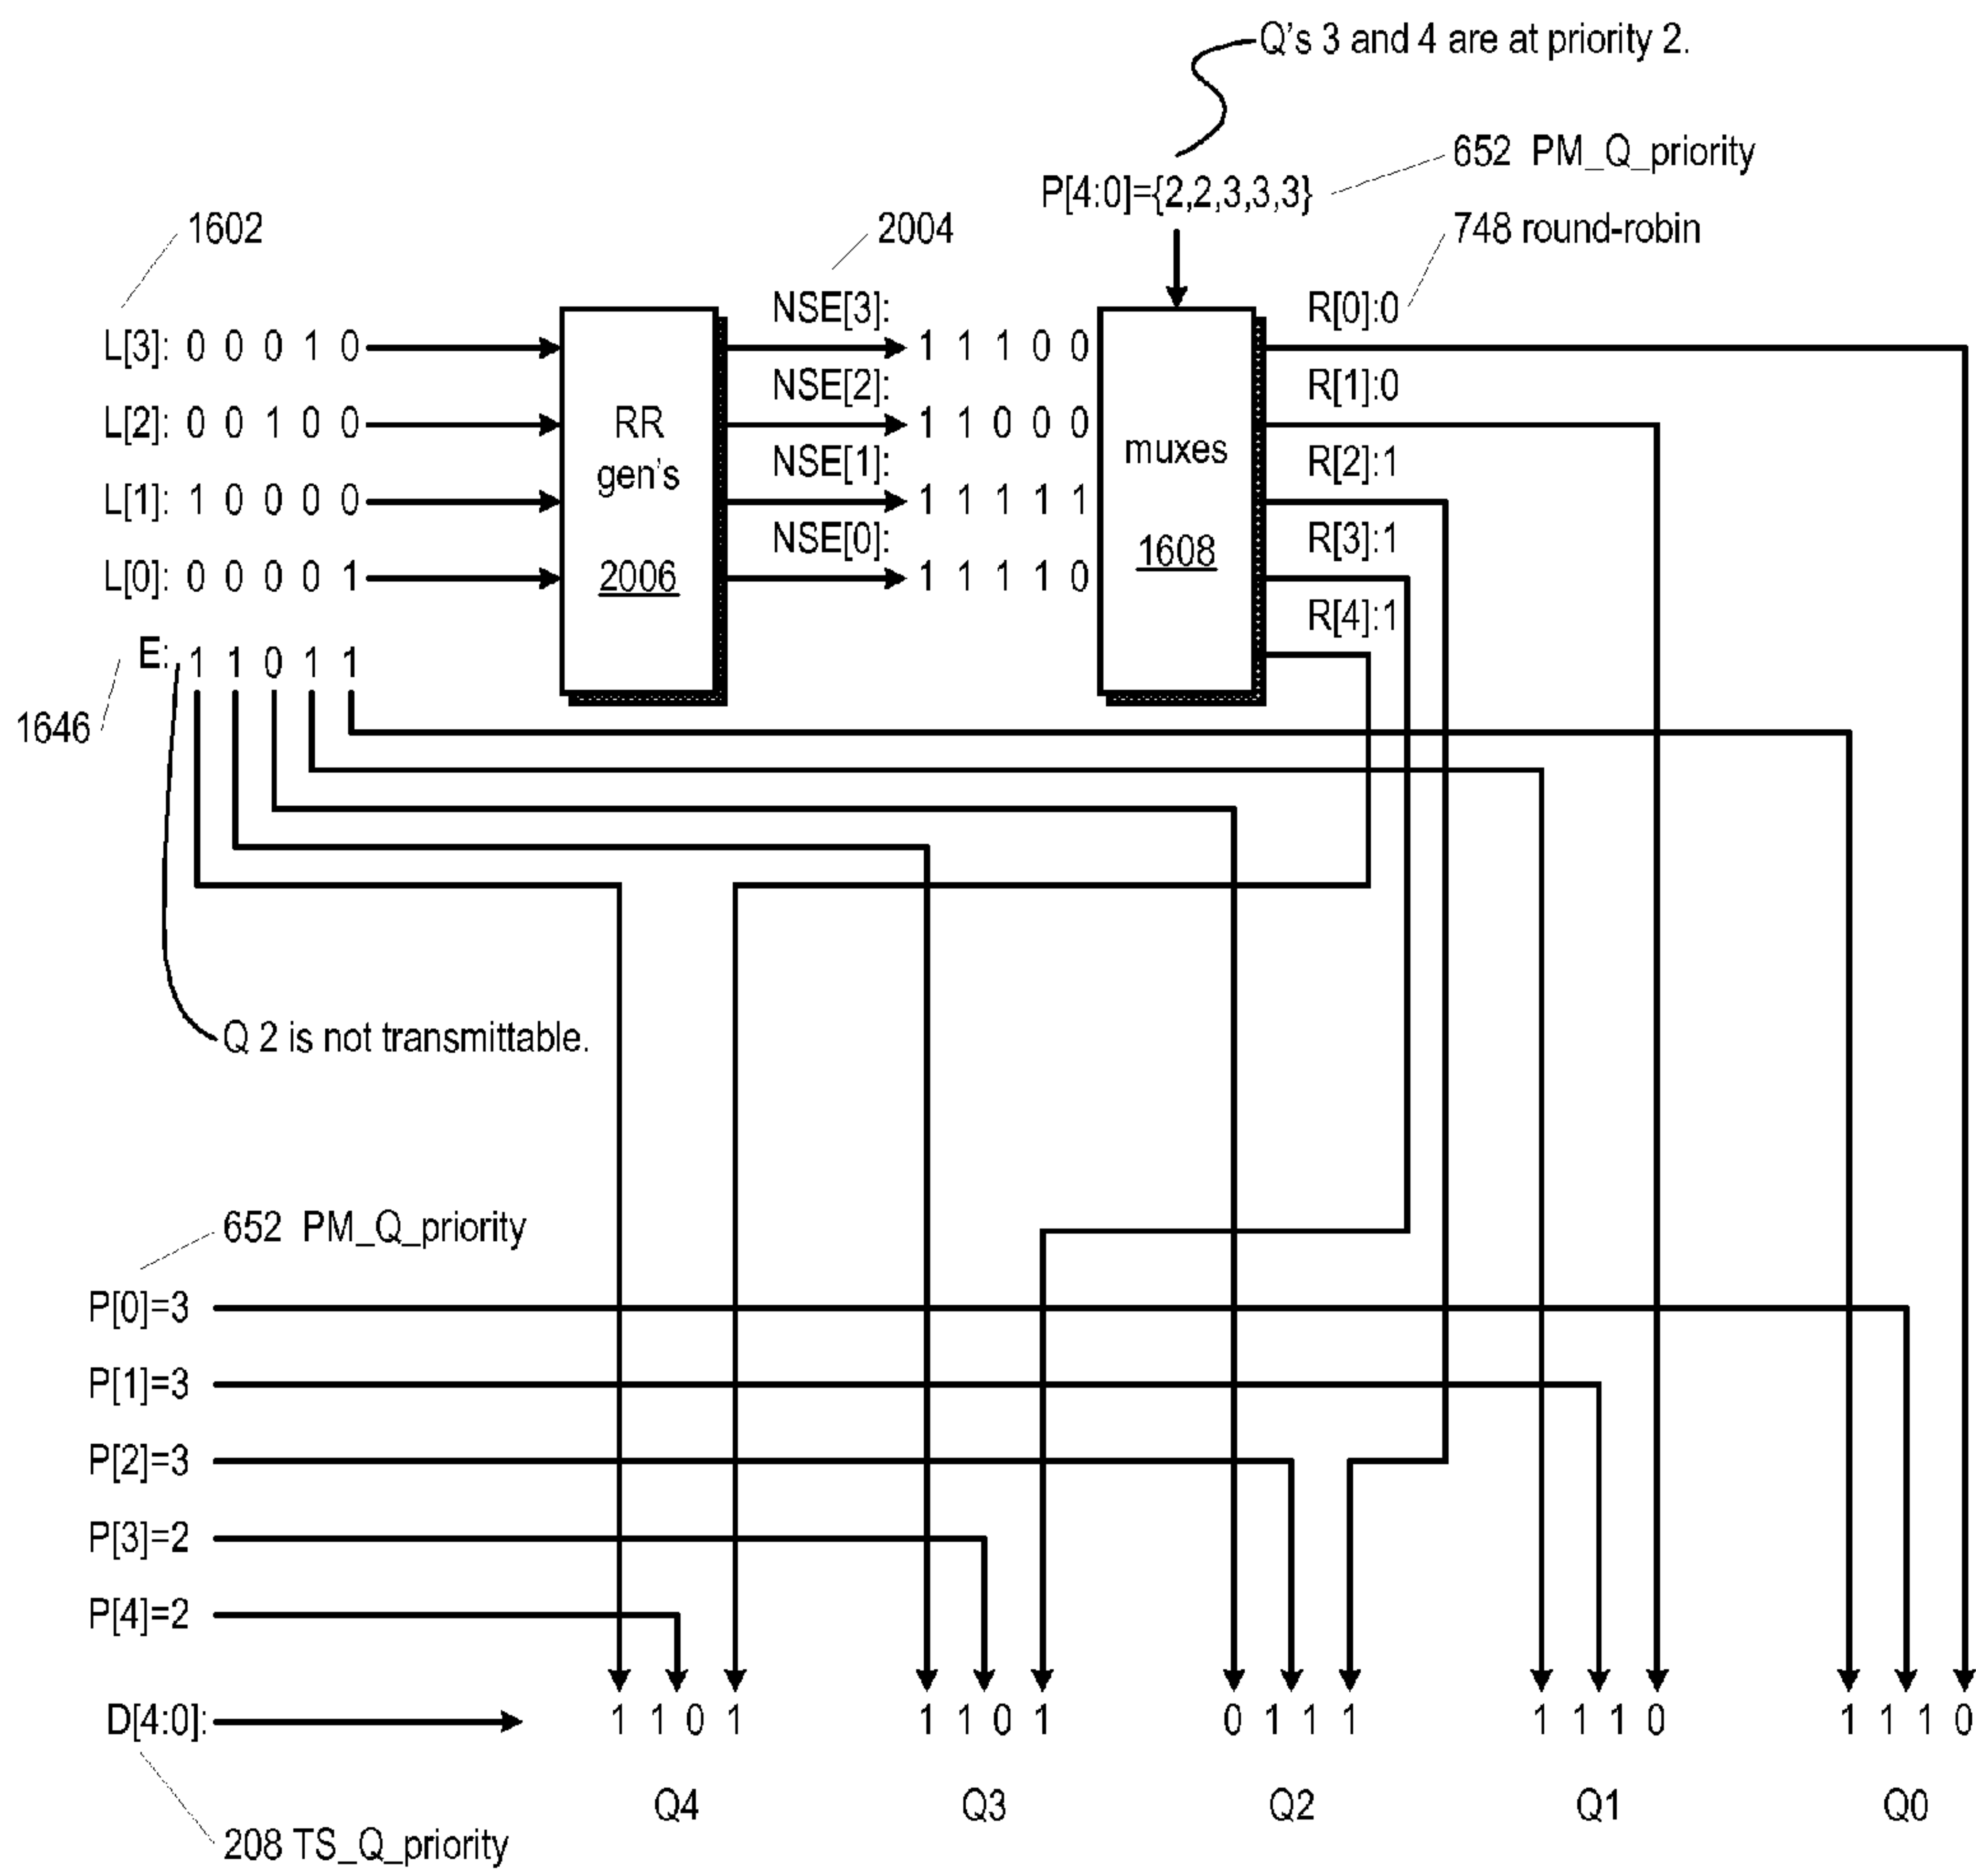 Q's 3 and 4 are at priority 2.
652 PM_Q_priority
P[4:0]={2,2,3,3,3}
1602
2004
748 round-robin
NSE[3]:
R[0]:0
L[3]: 0 0 0 1 0
1 1 1 0 0
NSE[2]:
R[1]:0
L[2]: 0 0 1 0 0
RR
1 1 0 0 0
muxes
NSE[1]:
R[2]:1
gen's
L[1]: 1 0 0 0 0
1 1 1 1 1
NSE[0]:
R[3]:1
1608
L[0]: 0 0 0 0 1
2006
1 1 1 1 0
R[4]:1
E: 1 1 0 1 1
1646
Q 2 is not transmittable.
652 PM_Q_priority
P[0]=3
P[1]=3
P[2]=3
P[3]=2
P[4]=2
D[4:0]: 1 1 0 1 1 1 0 1 0 1 1 1 1 1 1 0 1 1 1 0
Q4 Q3 Q2 Q1 Q0
208 TS_Q_priority